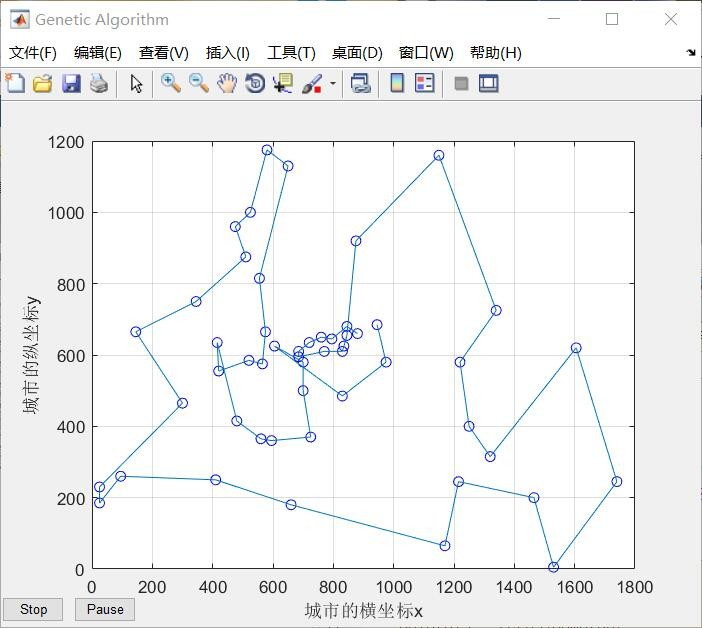 Genetic Algorithm
文件(F) 编辑(E) 查看(V) 插入(I) 工具(T) 桌面(D) 窗口(W) 帮助(H)
1200
1000
800
600
400
200
0
城市的纵坐标y
0 200 400 600 800 1000 1200 1400 1600 1800
城市的横坐标x
Stop Pause